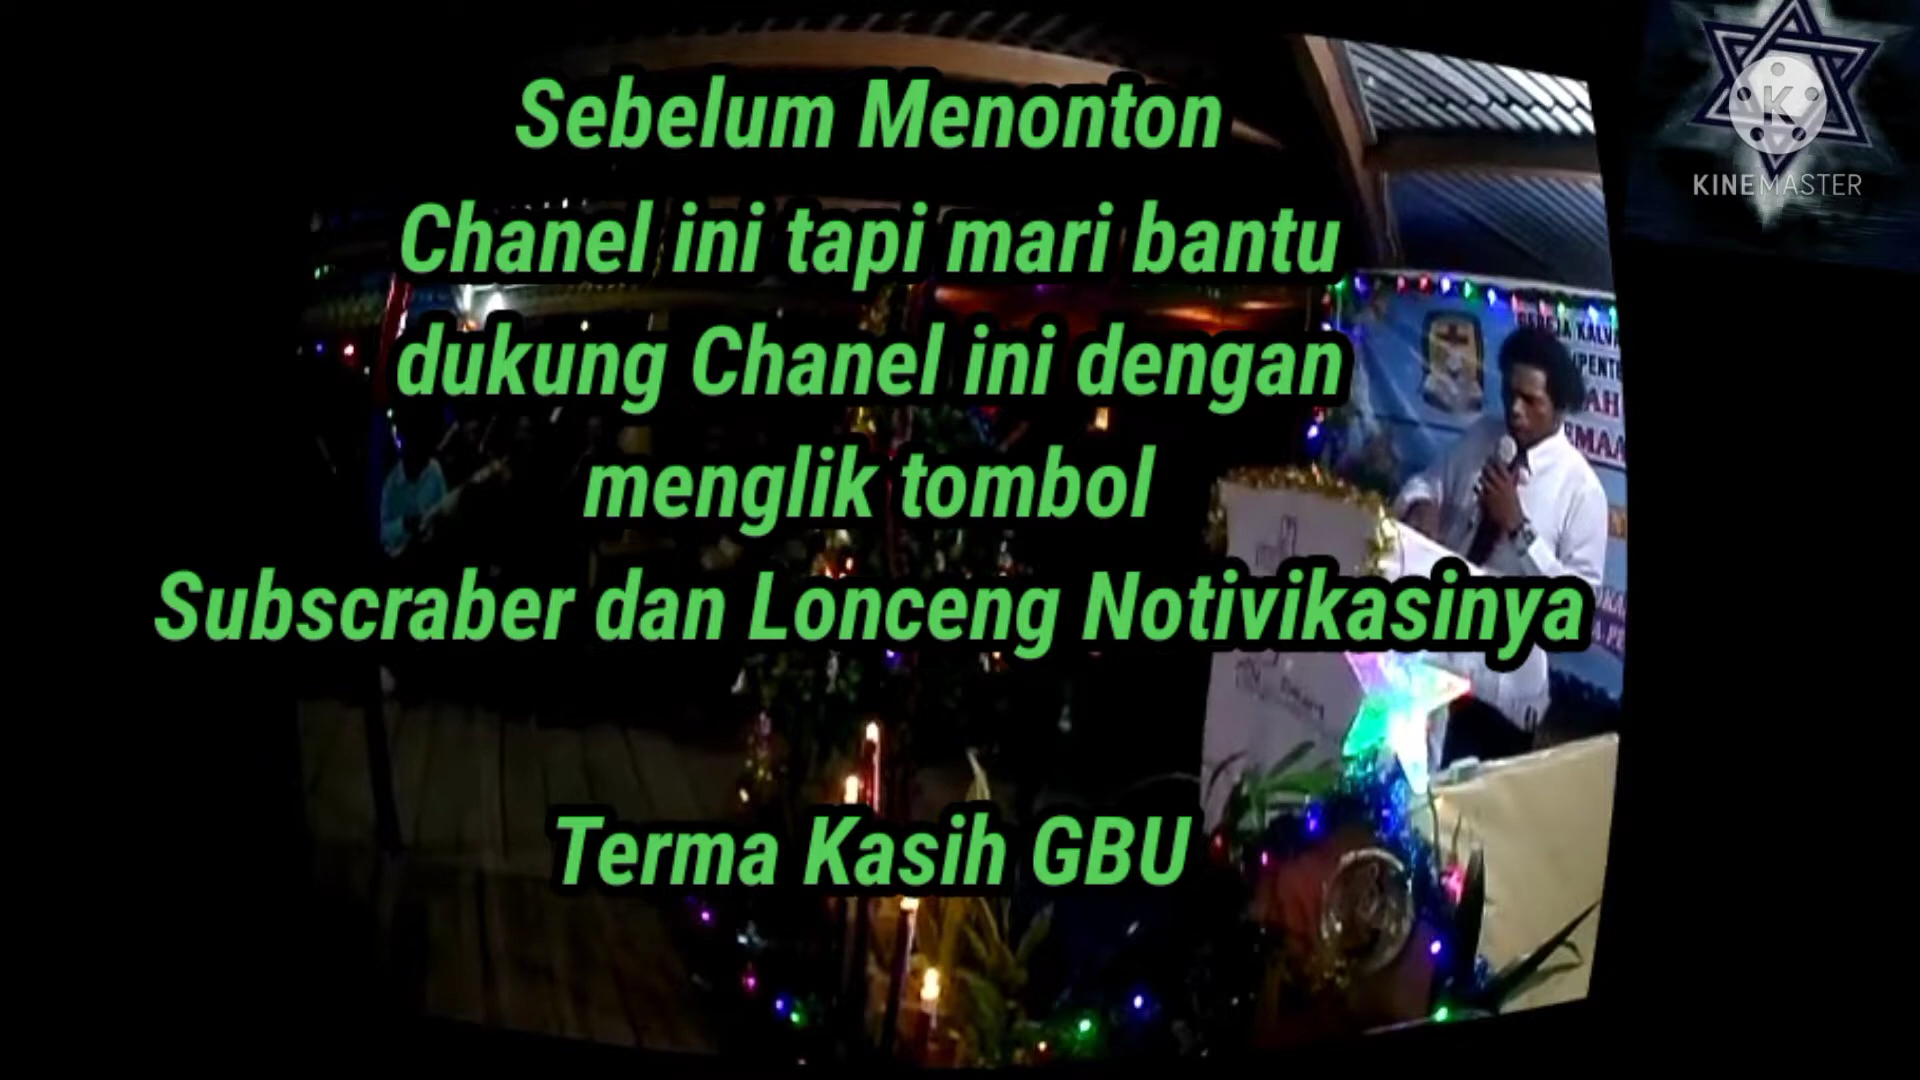 Sebelum Menonton
Chanel ini tapi mari bantu
dukung Chanel ini dengan
menglik tombol
Subscraber dan Lonceng Notivikasinya
Terma Kasih GBU
K
KINEMASTER